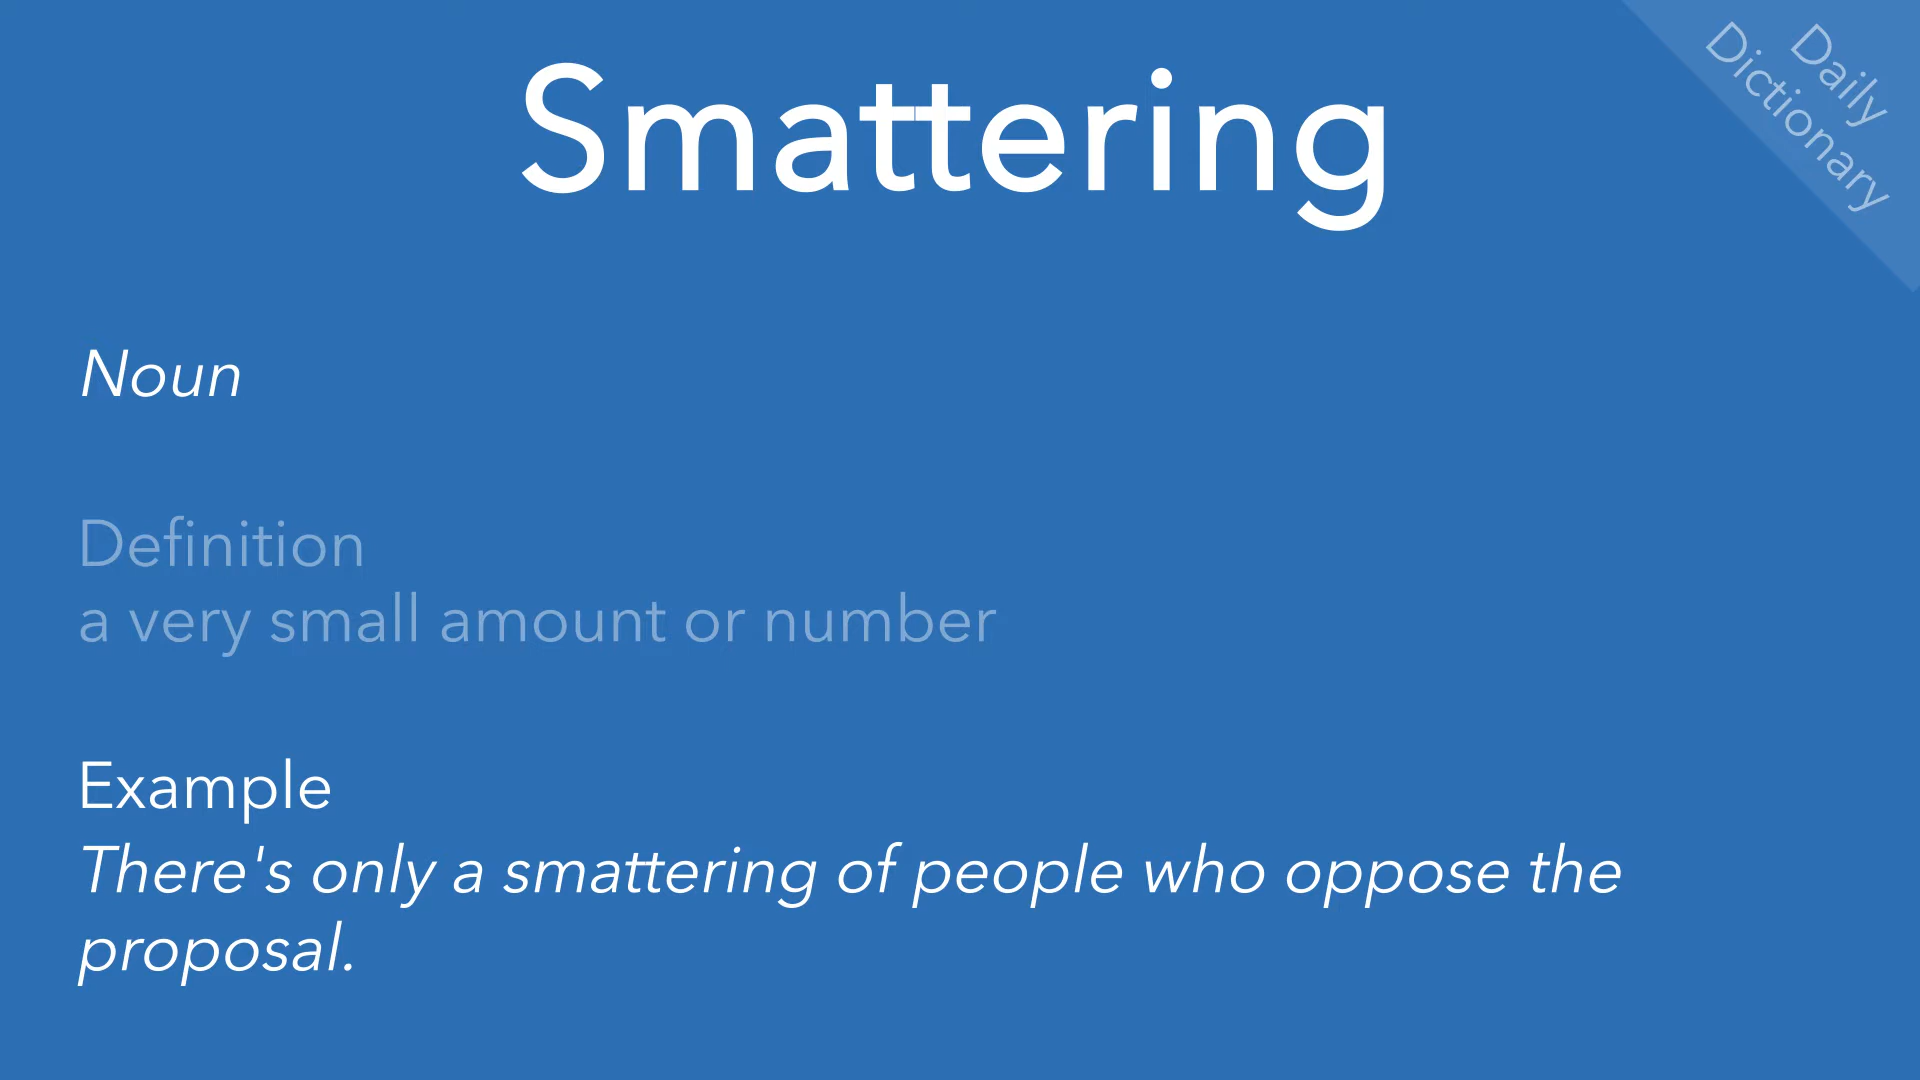 Smattering
Daily
Dictionary
Noun
Definition
a very small amount or number
Example
There's only a smattering of people who oppose the
proposal.